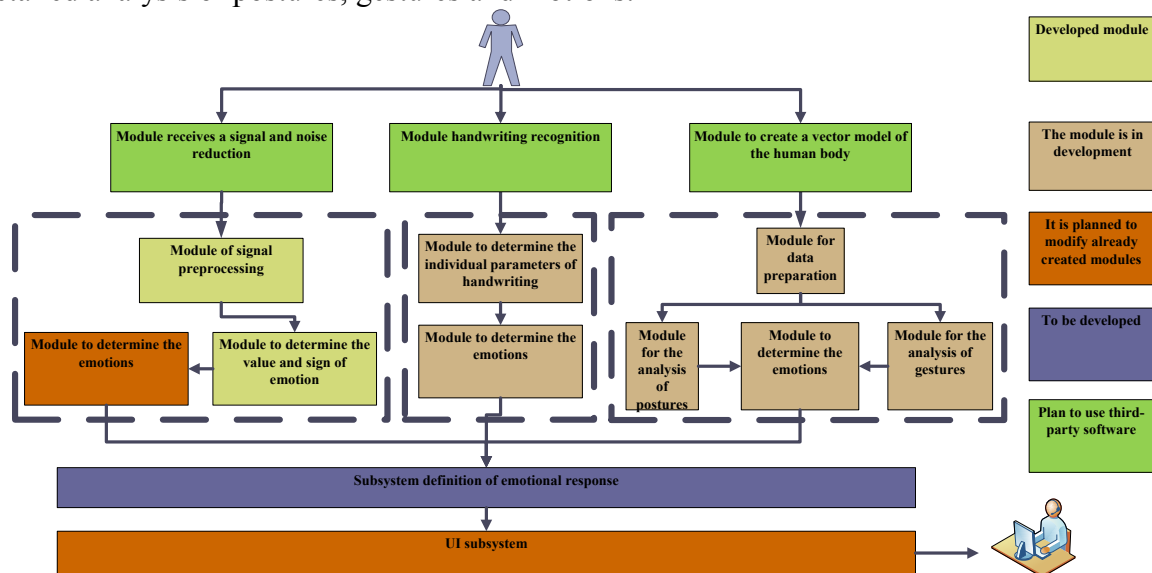 postures, gestures and
Developed module
Module receives a signal and noise
reduction
Module handwriting recognition
Module to create a vector model of
the human body
The module is in
development
It is planned to
modify already
created modules
Module of signal
preprocessing
Module to determine the
individual parameters of
handwriting
Module for
data
preparation
Module to determine the
emotions
Module to determine the
value and sign of
emotion
Module to determine the
emotions
Module
for the
analysis
of
postures
Module to
determine the
emotions
Module for the
analysis of
gestures
To be developed
Plan to use third-
party software
Subsystem definition of emotional response
UI subsystem